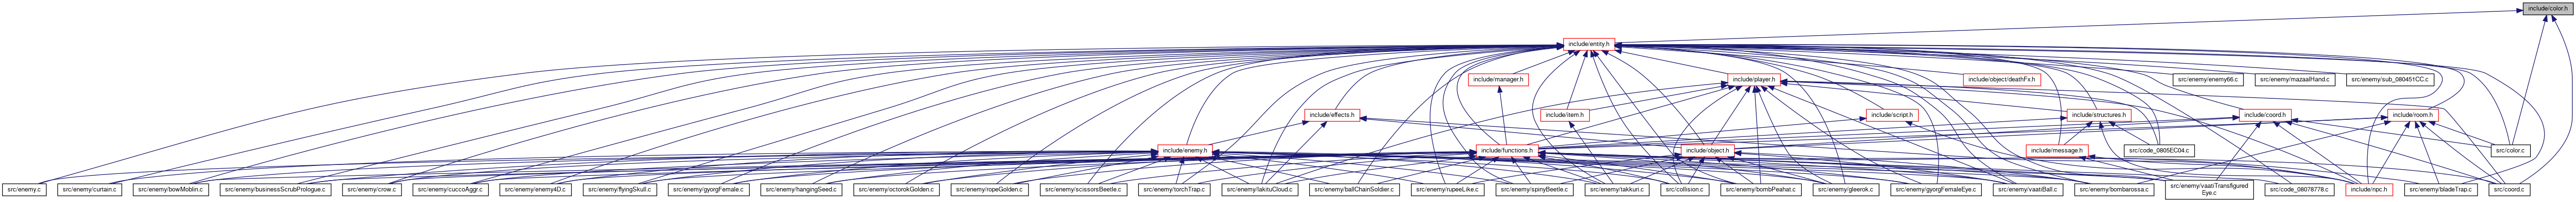 include/color.h
include/entity.h
include/manager.h
include/player.h
include/object/deathFx.h
src/enemy/enemy66.c
src/enemy/mazaalHand.c
src/enemy/sub_080451CC.c
include/effects.h
include/item.h
include/script.h
include/structures.h
include/coord.h
include/room.h
include/enemy.h
include/functions.h
include/object.h
include/message.h
src/code_0805EC04.c
src/color.c
src/enemy.c
src/enemy/curtain.c
src/enemy/bowMoblin.c
src/enemy/businessScrubPrologue.c
src/enemy/crow.c
src/enemy/cuccoAggr.c
src/enemy/enemy4D.c
src/enemy/flyingSkull.c
src/enemy/gyorgFemale.c
src/enemy/hangingSeed.c
src/enemy/octorokGolden.c
src/enemy/ropeGolden.c
src/enemy/scissorsBeetle.c
src/enemy/torchTrap.c
src/enemy/lakituCloud.c
src/enemy/ballChainSoldier.c
src/enemy/rupeeLike.c
src/enemy/spinyBeetle.c
src/enemy/takkuri.c
src/collision.c
src/enemy/bombPeahat.c
src/enemy/gleerok.c
src/enemy/gyorgFemaleEye.c
src/enemy/vaatiBall.c
src/enemy/bombarossa.c
src/enemy/vaatiTransfigured
Eye.c
src/code_08078778.c
include/npc.h
src/enemy/bladeTrap.c
src/coord.c